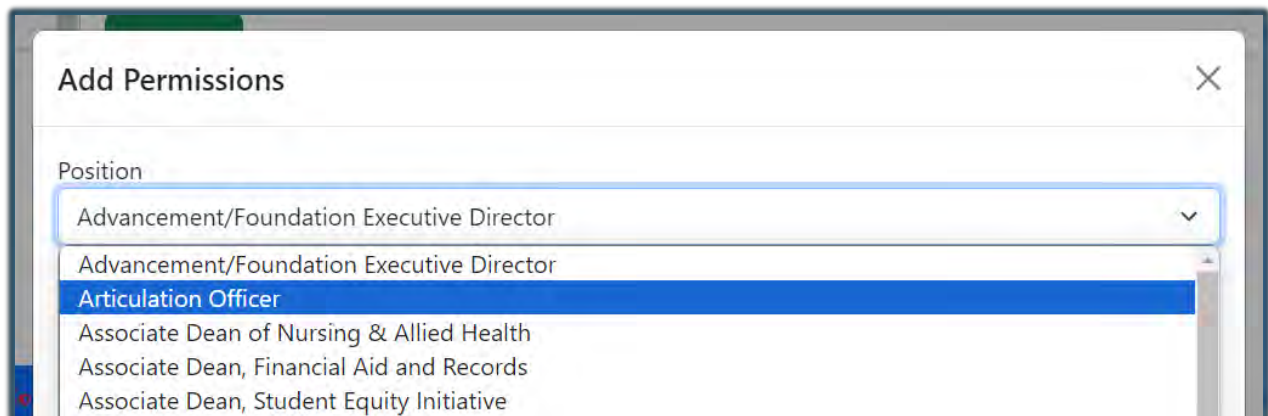 Add Permissions
Position
Advancement/Foundation Executive Director
Advancement/Foundation Executive Director
Articulation Officer
Associate Dean of Nursing & Allied Health
Associate Dean, Financial Aid and Records
Associate Dean, Student Equity Initiative